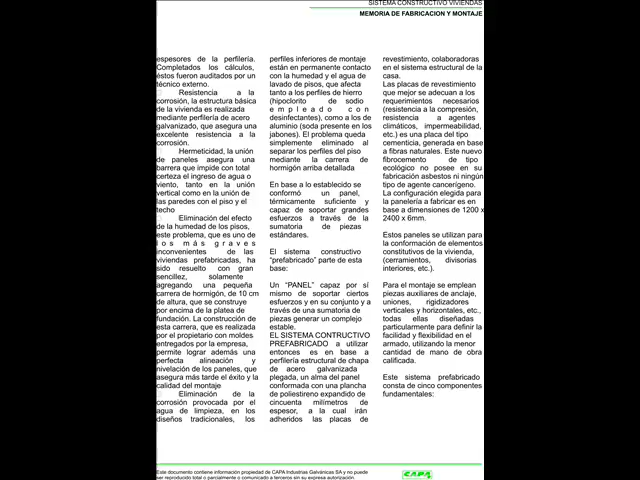 SISTEMA CONSTRUCTIVO VIVIENDAS
MEMORIA DE FABRICACION Y MONTAJE
espesores de la perfilería.
Completados los cálculos,
éstos fueron auditados por un
técnico externo.
Resistencia a la
corrosión, la estructura básica
de la vivienda es realizada
mediante perfilería de acero
galvanizado, que asegura una
excelente resistencia a la
corrosión.
Hermeticidad, la unión
de paneles asegura una
barrera que impide con total
certeza el ingreso de agua o
viento, tanto en la unión
vertical como en la unión de
las paredes con el piso y el
techo
Eliminación del efecto
de la humedad de los pisos,
este problema, que es uno de
los más graves
inconvenientes de las
viviendas prefabricadas, ha
sido resuelto con gran
sencillez, solamente
agregando una pequeña
carrera de hormigón, de 10 cm
de altura, que se construye
por encima de la platea de
fundación. La construcción de
esta carrera, que es realizada
por el propietario con moldes
entregados por la empresa,
permite lograr además una
perfecta alineación y
nivelación de los paneles, que
asegura más tarde el éxito y la
calidad del montaje
Eliminación de la
corrosión provocada por el
agua de limpieza, en los
diseños tradicionales, los
perfiles inferiores de montaje
están en permanente contacto
con la humedad y el agua de
lavado de pisos, que afecta
tanto a los perfiles de hierro
(hipoclorito de sodio
empleado con
desinfectantes), como a los de
aluminio (soda presente en los
jabones). El problema queda
simplemente eliminado al
separar los perfiles del piso
mediante la carrera de
hormigón arriba detallada
En base a lo establecido se
conformó un panel,
térmicamente suficiente y
capaz de soportar grandes
esfuerzos a través de la
sumatoria de piezas
estándares.
El sistema constructivo
“prefabricado” parte de esta
base:
Un “PANEL” capaz por sí
mismo de soportar ciertos
esfuerzos y en su conjunto y a
través de una sumatoria de
piezas generar un complejo
estable.
EL SISTEMA CONTRUCTIVO
PREFABRICADO a utilizar
entonces es en base a
perfilería estructural de chapa
de acero galvanizada
plegada, un alma del panel
conformada con una plancha
de poliestireno expandido de
cincuenta milímetros de
espesor, a la cual irán
adheridos las placas de
revestimiento, colaboradoras
en el sistema estructural de la
casa.
Las placas de revestimiento
que mejor se adecuan a los
requerimientos necesarios
(resistencia a la compresión,
resistencia a agentes
climáticos, impermeabilidad,
etc.) es una placa del tipo
cementicia, generada en base
a fibras naturales. Este nuevo
fibrocemento de tipo
ecológico no posee en su
fabricación asbestos ni ningún
tipo de agente cancerígeno.
La configuración elegida para
la panelería a fabricar es en
base a dimensiones de 1200 x
2400 x 6mm.
Estos paneles se utilizan para
la conformación de elementos
constitutivos de la vivienda,
(cerramientos, divisorias
interiores, etc.).
Para el montaje se emplean
piezas auxiliares de anclaje,
uniones, rigidizadores
verticales y horizontales, etc.,
todas ellas diseñadas
particularmente para definir la
facilidad y flexibilidad en el
armado, utilizando la menor
cantidad de mano de obra
calificada.
Este sistema prefabricado
consta de cinco componentes
fundamentales:
Este documento contiene información propiedad de CAPA Industrias Galvánicas SA y no puede
ser reproducido total o parcialmente o comunicado a terceros sin su expresa autorización.
CAPA